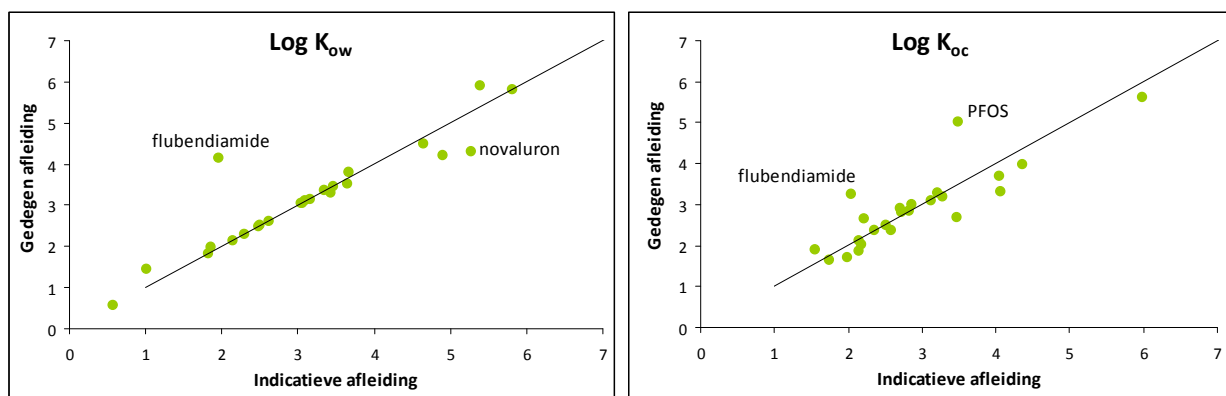 Log Kow
7
6
5
4
3
2
1
0
Gedegen afleiding
flubendiamide
novaluron
0 1 2 3 4 5 6 7
Indicatieve afleiding
Log Koc
7
6
5
4
3
2
1
0
Gedegen afleiding
PFOS
flubendiamide
0 1 2 3 4 5 6 7
Indicatieve afleiding